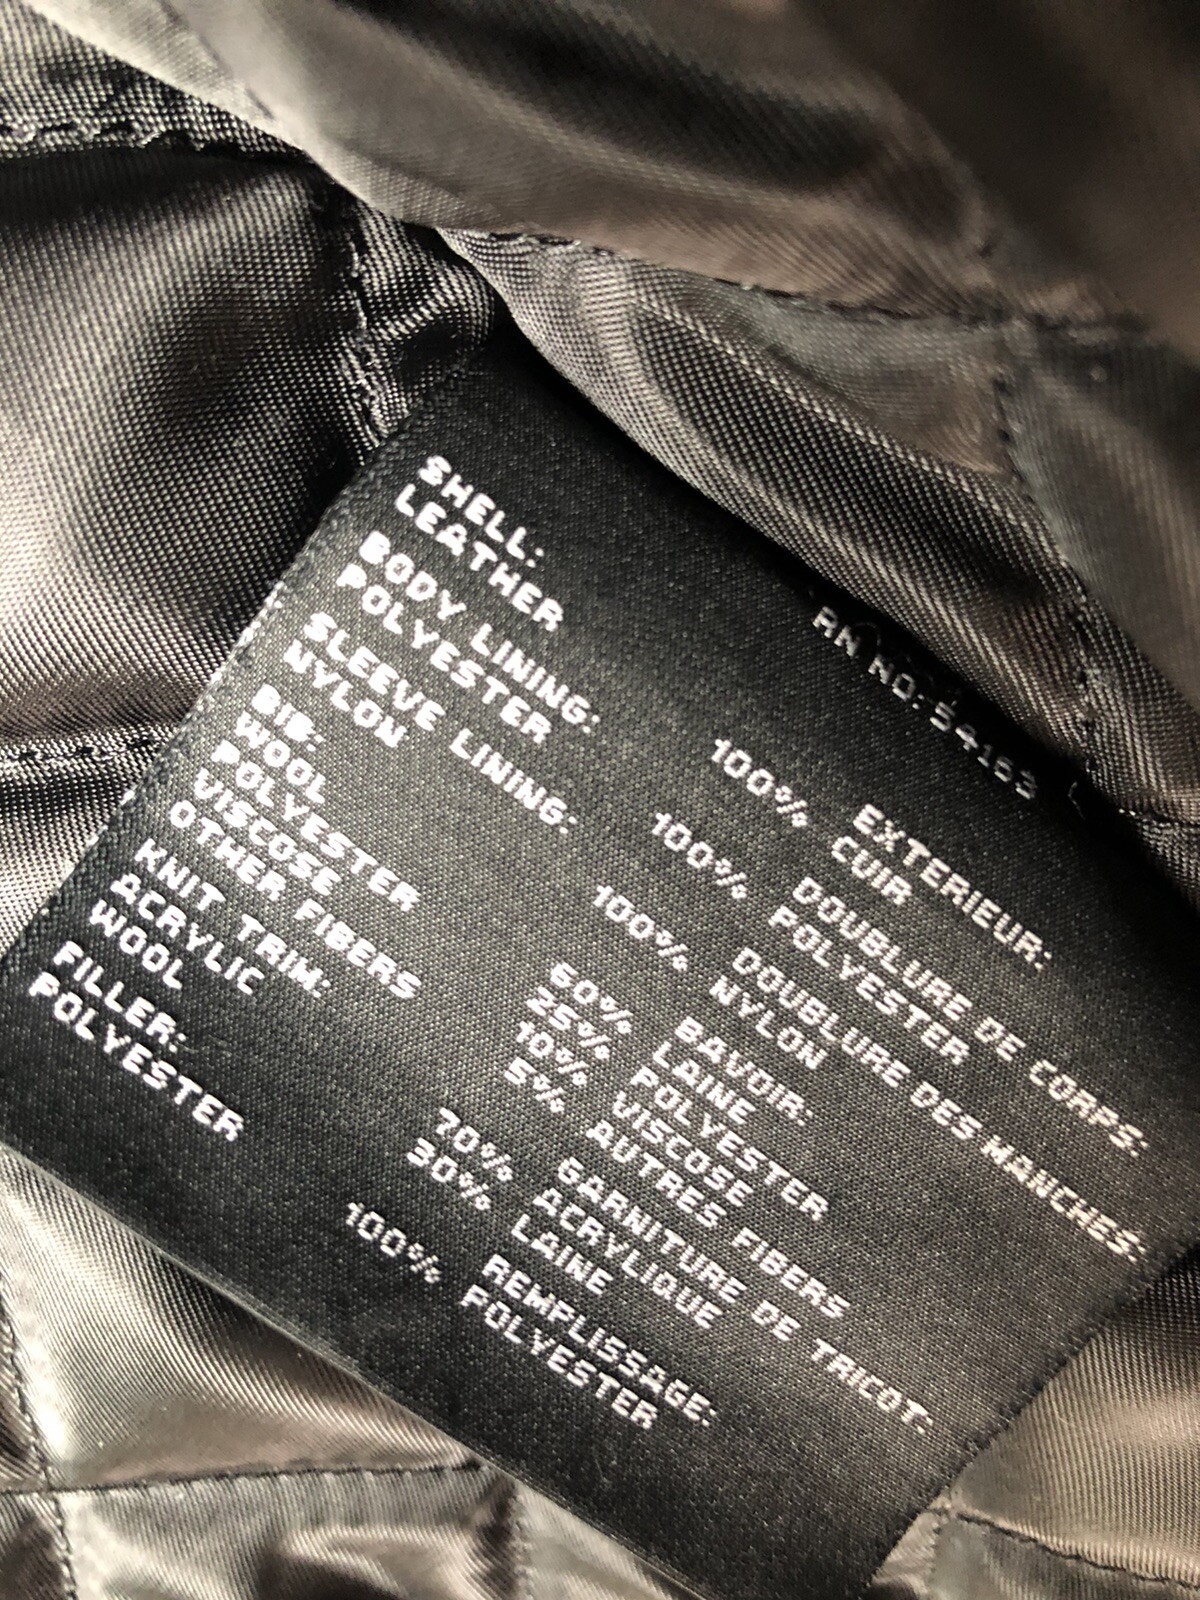 RN NO: 54163
SHELL:
LEATHER 100%
BODY LINING:
POLYESTER 100%
SLEEVE LINING:
NYLON 100%
BIB:
WOOL 60%
POLYESTER 25%
VISCOSE 10%
OTHER FIBERS 5%
KNIT TRIM:
ACRYLIC 70%
WOOL 30%
FILLER:
POLYESTER 100%
EXTERIEUR:
CUIR
DOUBLURE DE CORPS:
POLYESTER
DOUBLURE DES MANCHES:
NYLON
BAVOIR:
LAINE
POLYESTER
VISCOSE
AUTRES FIBERS
GARNITURE DE TRICOT:
ACRYLIQUE
LAINE
REMPLISSAGE:
POLYESTER